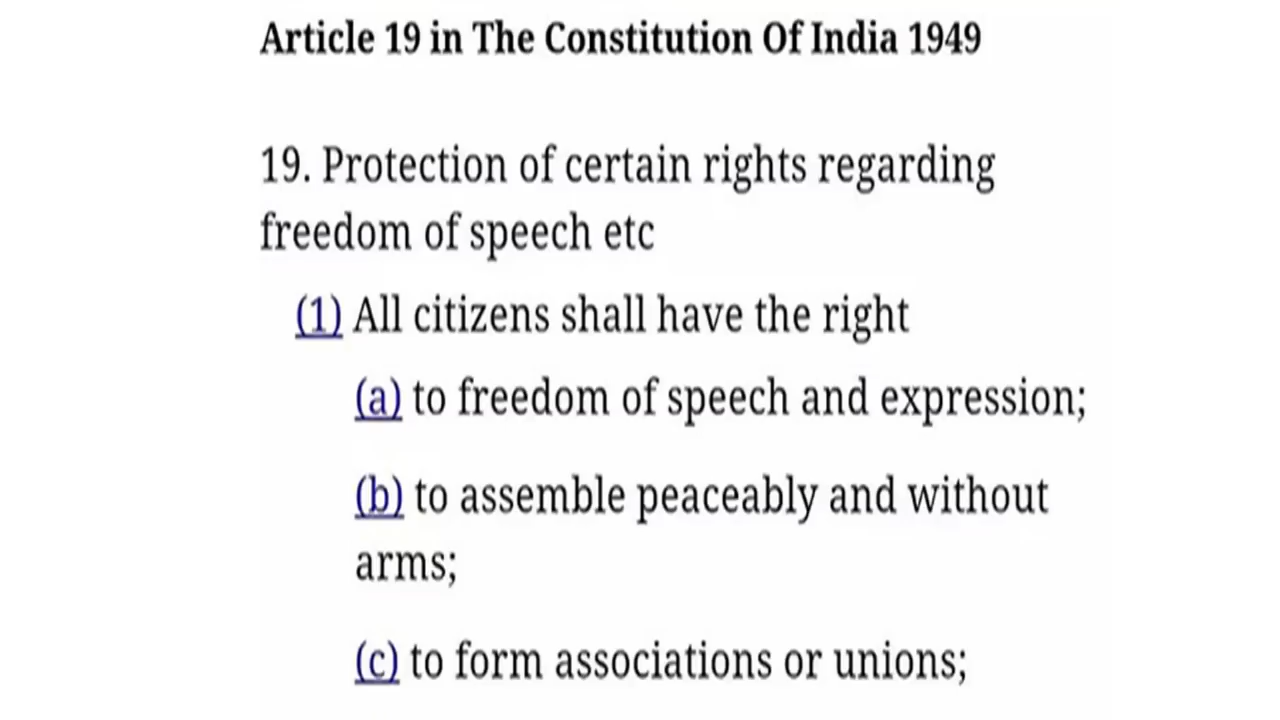 Article 19 in The Constitution Of India 1949
19. Protection of certain rights regarding
freedom of speech etc
(1) All citizens shall have the right
(a) to freedom of speech and expression;
(b) to assemble peaceably and without
arms;
(c) to form associations or unions;